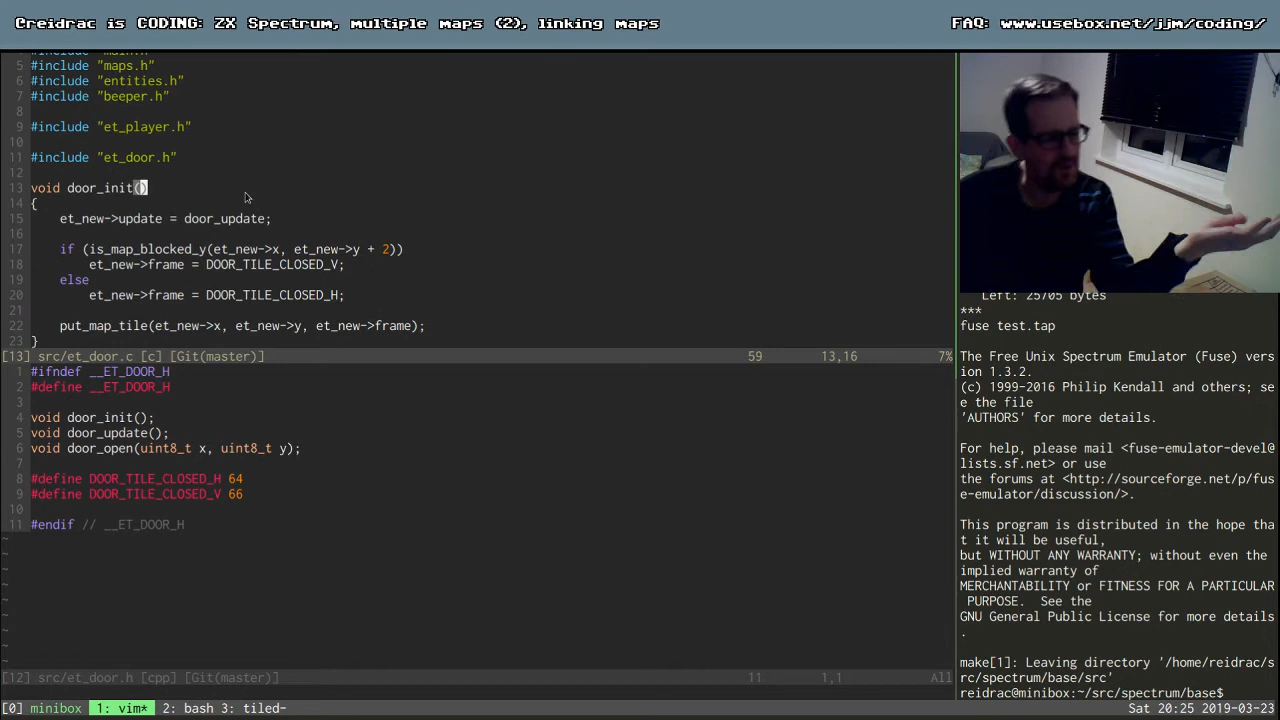 Creidrac is CODING: ZX Spectrum, multiple maps (2), linking maps
FAQ: www.usebox.net/jjm/coding/
4 #include "main.h"
5 #include "maps.h"
6 #include "entities.h"
7 #include "beeper.h"
8
9 #include "et_player.h"
10
11 #include "et_door.h"
12
13 void door_init()
14 {
15     et_new->update = door_update;
16
17     if (is_map_blocked_y(et_new->x, et_new->y + 2))
18         et_new->frame = DOOR_TILE_CLOSED_V;
19     else
20         et_new->frame = DOOR_TILE_CLOSED_H;
21
22     put_map_tile(et_new->x, et_new->y, et_new->frame);
23 }
[13] src/et_door.c [c] [Git(master)] 59 13,16 7%
1 #ifndef __ET_DOOR_H
2 #define __ET_DOOR_H
3
4 void door_init();
5 void door_update();
6 void door_open(uint8_t x, uint8_t y);
7
8 #define DOOR_TILE_CLOSED_H 64
9 #define DOOR_TILE_CLOSED_V 66
10
11 #endif // __ET_DOOR_H
~
~
~
~
~
~
~
~
~
[12] src/et_door.h [cpp] [Git(master)] 11 1,1 All
Left: 25705 bytes
***
fuse test.tap
The Free Unix Spectrum Emulator (Fuse) vers
ion 1.3.2.
(c) 1999-2016 Philip Kendall and others; se
e the file
'AUTHORS' for more details.
For help, please mail <fuse-emulator-devel@
lists.sf.net> or use
the forums at <http://sourceforge.net/p/fus
e-emulator/discussion/>.
This program is distributed in the hope tha
t it will be useful,
but WITHOUT ANY WARRANTY; without even the
implied warranty of
MERCHANTABILITY or FITNESS FOR A PARTICULAR
PURPOSE.  See the
GNU General Public License for more details
.
make[1]: Leaving directory '/home/reidrac/s
rc/spectrum/base/src'
reidrac@minibox:~/src/spectrum/base$
[0] minibox 1: vim* 2: bash 3: tiled-
Sat 20:25 2019-03-23